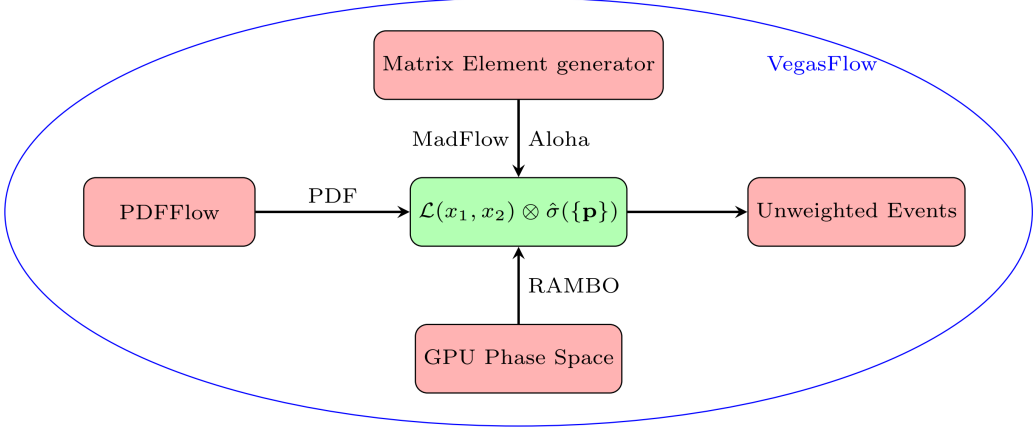 Matrix Element generator
VegasFlow
MadFlow Aloha
PDFFlow
PDF
ℒ(x₁, x₂) ⊗ σ̂({𝐩})
Unweighted Events
RAMBO
GPU Phase Space